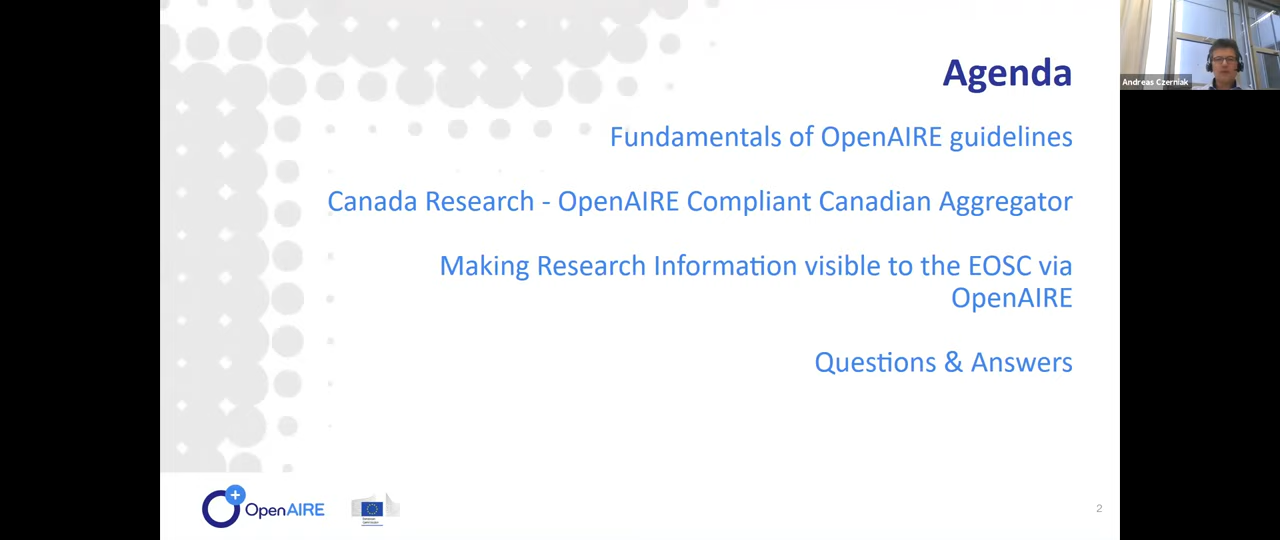 Agenda
Andreas Czerniak
Fundamentals of OpenAIRE guidelines
Canada Research - OpenAIRE Compliant Canadian Aggregator
Making Research Information visible to the EOSC via
OpenAIRE
Questions & Answers
OpenAIRE
2